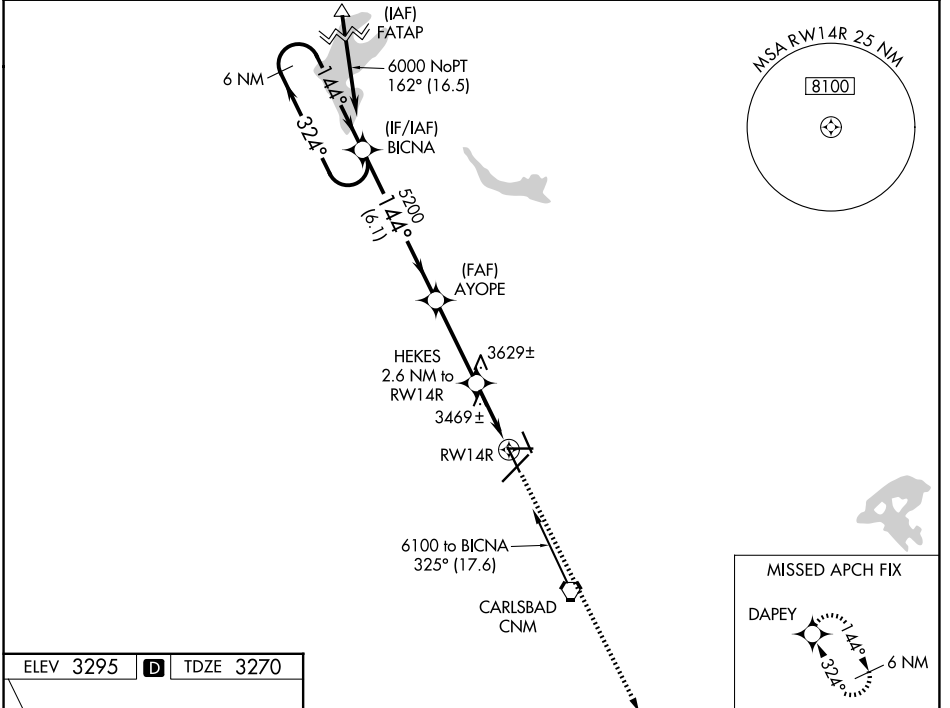 (IAF)
FATAP
6000 NoPT
162° (16.5)
6 NM
144°
324°
(IF/IAF)
BICNA
5200
144°
(6.1)
(FAF)
AYOPE
HEKES
2.6 NM to
RW14R
3629±
3469±
RW14R
6100 to BICNA
325° (17.6)
CARLSBAD
CNM
MSA RW14R 25 NM
8100
MISSED APCH FIX
DAPEY
144°
324°
6 NM
ELEV 3295 D TDZE 3270